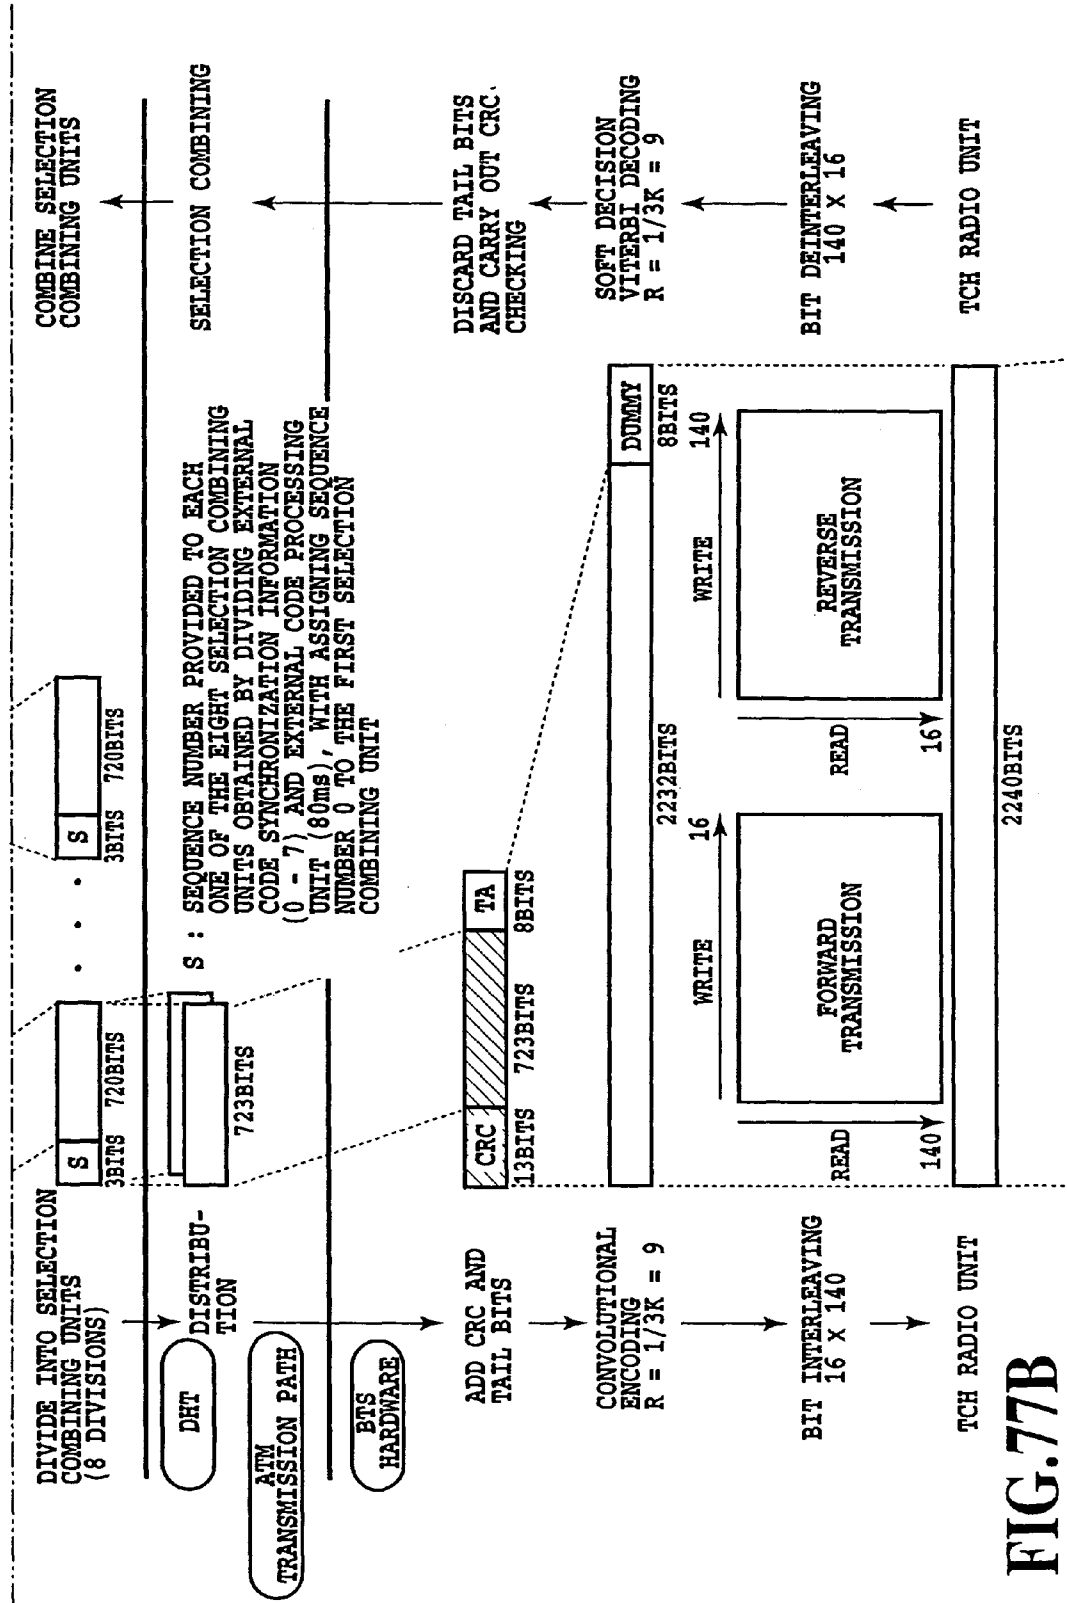 DIVIDE INTO SELECTION
COMBINING UNITS
(8 DIVISIONS)
S
3BITS
720BITS
S
3BITS
720BITS
COMBINE SELECTION
COMBINING UNITS
DHT
DISTRIBU-
TION
723BITS
S : SEQUENCE NUMBER PROVIDED TO EACH
ONE OF THE EIGHT SELECTION COMBINING
UNITS OBTAINED BY DIVIDING EXTERNAL
CODE SYNCHRONIZATION INFORMATION
(0 - 7) AND EXTERNAL CODE PROCESSING
UNIT (80ms), WITH ASSIGNING SEQUENCE
NUMBER 0 TO THE FIRST SELECTION
COMBINING UNIT
SELECTION COMBINING
ATM
TRANSMISSION PATH
BTS
HARDWARE
ADD CRC AND
TAIL BITS
CRC
TA
13BITS
723BITS
8BITS
DISCARD TAIL BITS
AND CARRY OUT CRC
CHECKING
CONVOLUTIONAL
ENCODING
R = 1/3K = 9
DUMMY
2232BITS
8BITS
SOFT DECISION
VITERBI DECODING
R = 1/3K = 9
BIT INTERLEAVING
16 X 140
WRITE
16
READ
140
FORWARD
TRANSMISSION
WRITE
140
READ
16
REVERSE
TRANSMISSION
BIT DEINTERLEAVING
140 X 16
TCH RADIO UNIT
2240BITS
TCH RADIO UNIT
FIG.77B